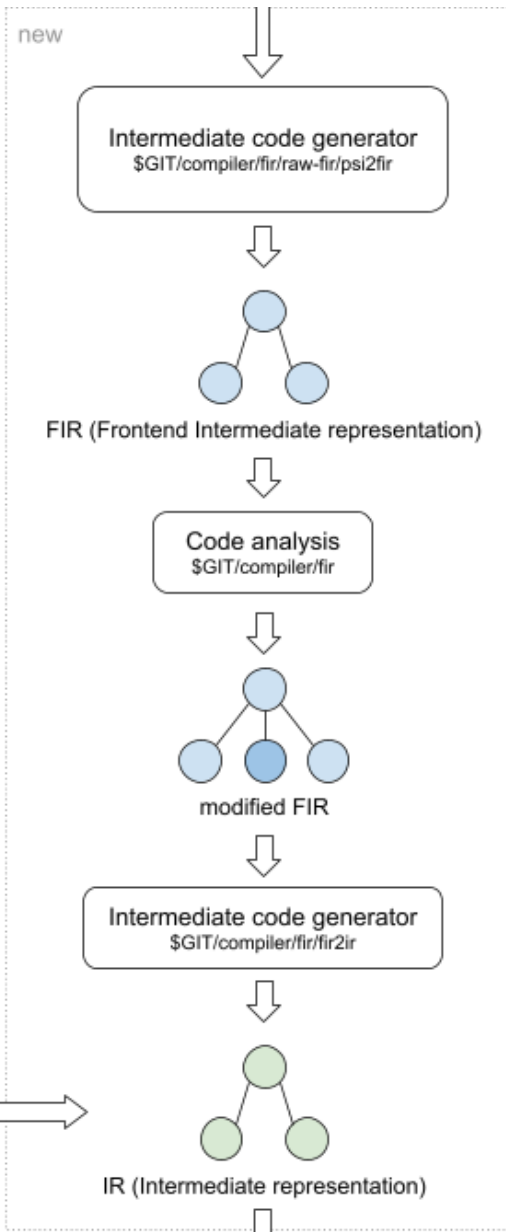 new
Intermediate code generator
$GIT/compiler/fir/raw-fir/psi2fir
FIR (Frontend Intermediate representation)
Code analysis
$GIT/compiler/fir
modified FIR
Intermediate code generator
$GIT/compiler/fir/fir2ir
IR (Intermediate representation)